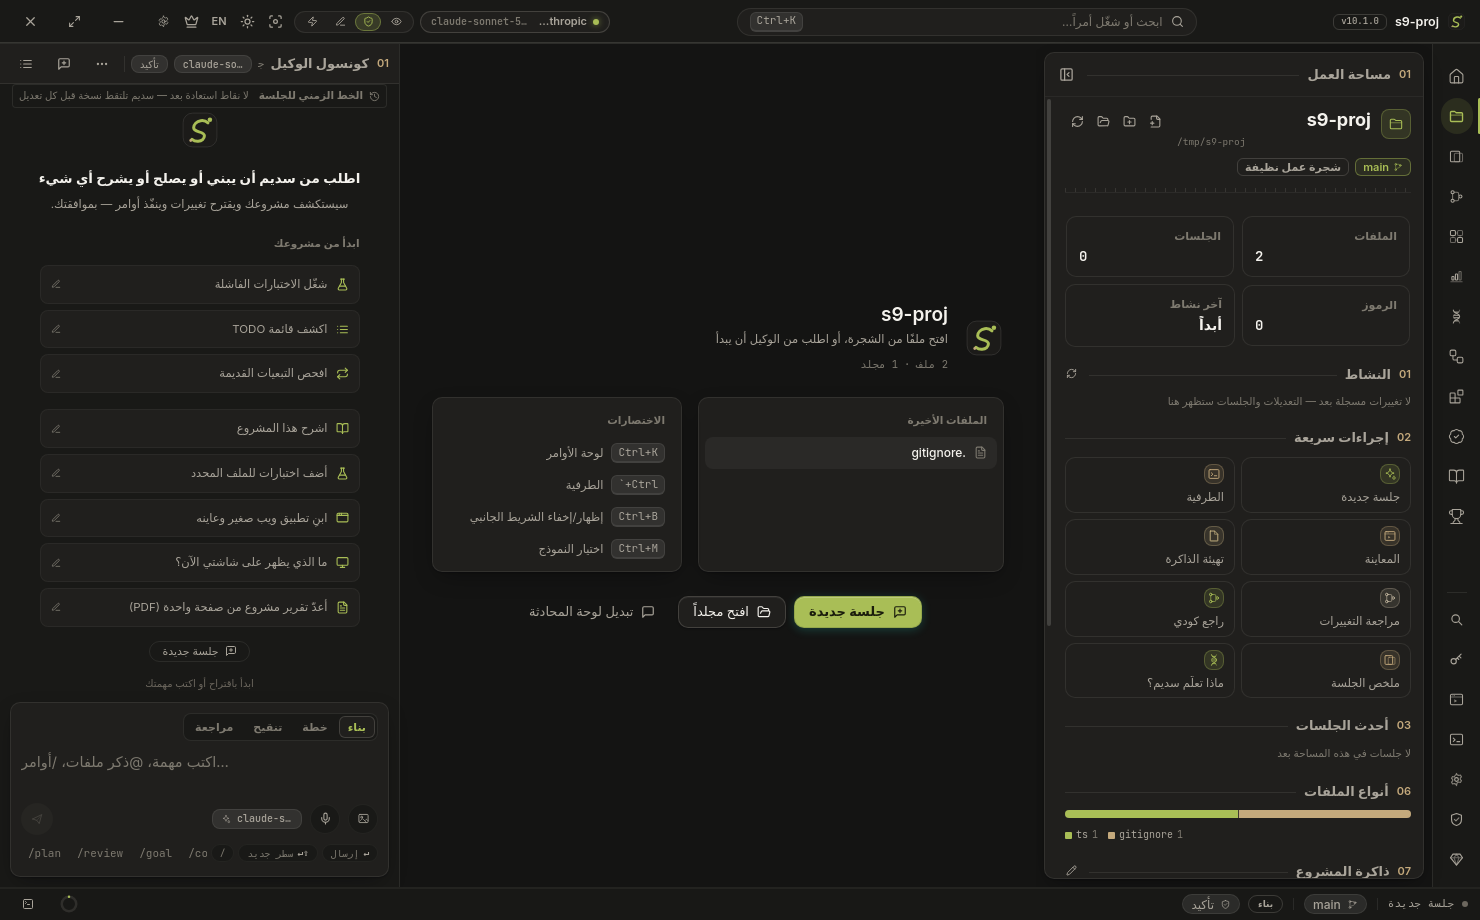 s9-proj v10.1.0
ابحث أو شغّل أمراً... Ctrl+K
...thropic claude-sonnet-5...
EN
01 مساحة العمل
s9-proj
/tmp/s9-proj
main شجرة عمل نظيفة
الملفات 2
الجلسات 0
الرموز 0
آخر نشاط أبداً
01 النشاط
لا تغييرات مسجلة بعد — التعديلات والجلسات ستظهر هنا
02 إجراءات سريعة
جلسة جديدة
الطرفية
المعاينة
تهيئة الذاكرة
مراجعة التغييرات
راجع كودي
ملخص الجلسة
ماذا تعلّم سديم؟
03 أحدث الجلسات
لا جلسات في هذه المساحة بعد
06 أنواع الملفات
ts 1 gitignore 1
07 ذاكرة المشروع
s9-proj
افتح ملفًا من الشجرة، أو اطلب من الوكيل أن يبدأ
2 ملف · 1 مجلد
الملفات الأخيرة
gitignore.
الاختصارات
Ctrl+K لوحة الأوامر
`+Ctrl الطرفية
Ctrl+B إظهار/إخفاء الشريط الجانبي
Ctrl+M اختيار النموذج
جلسة جديدة
افتح مجلداً
تبديل لوحة المحادثة
01 كونسول الوكيل > claude-so... تأكيد
الخط الزمني للجلسة لا نقاط استعادة بعد — سديم تلتقط نسخة قبل كل تعديل
اطلب من سديم أن يبني أو يصلح أو يشرح أي شيء
سيستكشف مشروعك ويقترح تغييرات وينفّذ أوامر — بموافقتك.
ابدأ من مشروعك
شغّل الاختبارات الفاشلة
اكشف قائمة TODO
افحص التبعيات القديمة
اشرح هذا المشروع
أضف اختبارات للملف المحدد
ابنِ تطبيق ويب صغير وعاينه
ما الذي يظهر على شاشتي الآن؟
أعدّ تقرير مشروع من صفحة واحدة (PDF)
جلسة جديدة
ابدأ باقتراح أو اكتب مهمتك
بناء خطة تنقيح مراجعة
اكتب مهمة، @ذكر ملفات، /أوامر...
claude-s...
↵ إرسال ⇧↵ سطر جديد / /co /goal /review /plan
جلسة جديدة main بناء تأكيد